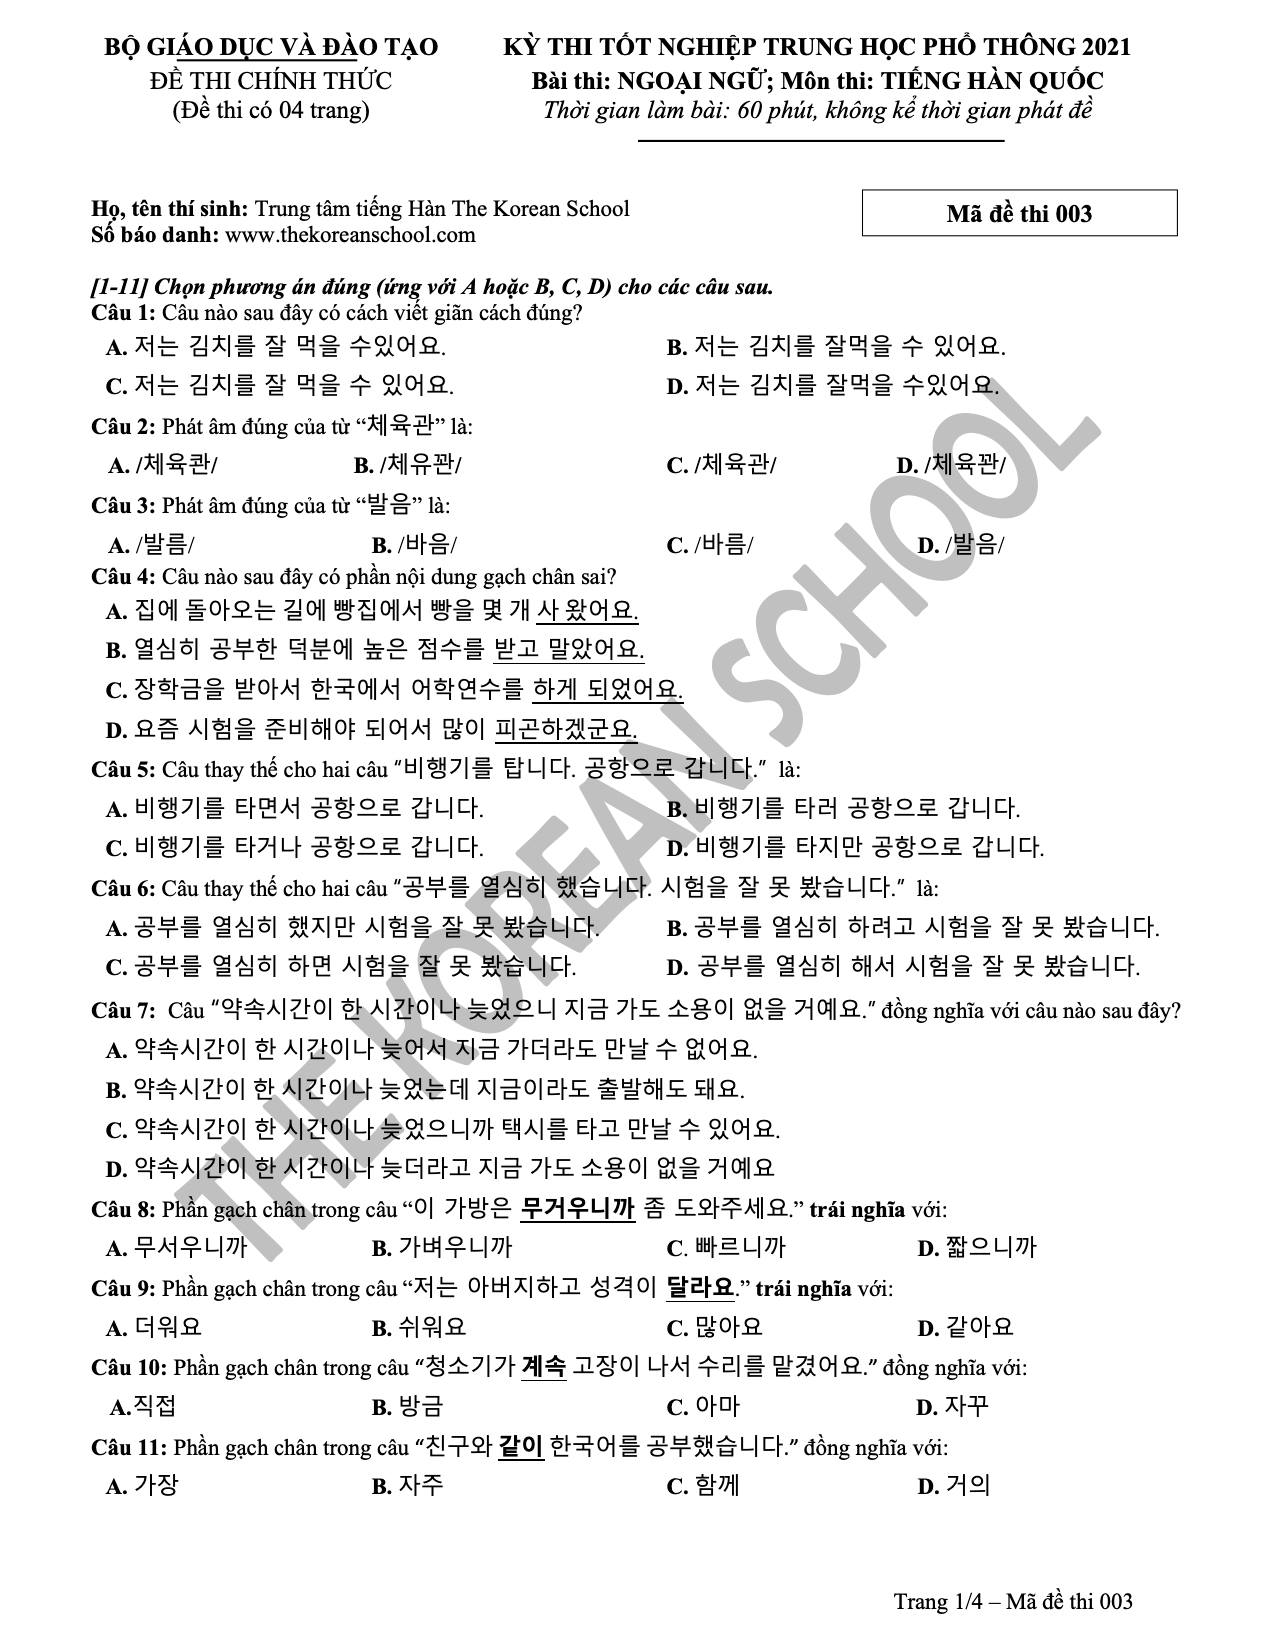 BỘ GIÁO DỤC VÀ ĐÀO TẠO
ĐỀ THI CHÍNH THỨC
(Đề thi có 04 trang)
KỲ THI TỐT NGHIỆP TRUNG HỌC PHỔ THÔNG 2021
Bài thi: NGOẠI NGỮ; Môn thi: TIẾNG HÀN QUỐC
Thời gian làm bài: 60 phút, không kể thời gian phát đề
Họ, tên thí sinh: Trung tâm tiếng Hàn The Korean School
Số báo danh: www.thekoreanschool.com
Mã đề thi 003
[1-11] Chọn phương án đúng (ứng với A hoặc B, C, D) cho các câu sau.
Câu 1: Câu nào sau đây có cách viết giãn cách đúng?
A. 저는 김치를 잘 먹을 수있어요. B. 저는 김치를 잘먹을 수 있어요.
C. 저는 김치를 잘 먹을 수 있어요. D. 저는 김치를 잘먹을 수있어요.
Câu 2: Phát âm đúng của từ “체육관” là:
A. /체육콴/ B. /체유꽌/ C. /체육관/ D. /체육꽌/
Câu 3: Phát âm đúng của từ “발음” là:
A. /발름/ B. /바음/ C. /바름/ D. /발음/
Câu 4: Câu nào sau đây có phần nội dung gạch chân sai?
A. 집에 돌아오는 길에 빵집에서 빵을 몇 개 사 왔어요.
B. 열심히 공부한 덕분에 높은 점수를 받고 말았어요.
C. 장학금을 받아서 한국에서 어학연수를 하게 되었어요.
D. 요즘 시험을 준비해야 되어서 많이 피곤하겠군요.
Câu 5: Câu thay thế cho hai câu “비행기를 탑니다. 공항으로 갑니다.” là:
A. 비행기를 타면서 공항으로 갑니다. B. 비행기를 타러 공항으로 갑니다.
C. 비행기를 타거나 공항으로 갑니다. D. 비행기를 타지만 공항으로 갑니다.
Câu 6: Câu thay thế cho hai câu “공부를 열심히 했습니다. 시험을 잘 못 봤습니다.” là:
A. 공부를 열심히 했지만 시험을 잘 못 봤습니다. B. 공부를 열심히 하려고 시험을 잘 못 봤습니다.
C. 공부를 열심히 하면 시험을 잘 못 봤습니다. D. 공부를 열심히 해서 시험을 잘 못 봤습니다.
Câu 7: Câu “약속시간이 한 시간이나 늦었으니 지금 가도 소용이 없을 거예요.” đồng nghĩa với câu nào sau đây?
A. 약속시간이 한 시간이나 늦어서 지금 가더라도 만날 수 없어요.
B. 약속시간이 한 시간이나 늦었는데 지금이라도 출발해도 돼요.
C. 약속시간이 한 시간이나 늦었으니까 택시를 타고 만날 수 있어요.
D. 약속시간이 한 시간이나 늦더라고 지금 가도 소용이 없을 거예요
Câu 8: Phần gạch chân trong câu “이 가방은 무거우니까 좀 도와주세요.” trái nghĩa với:
A. 무서우니까 B. 가벼우니까 C. 빠르니까 D. 짧으니까
Câu 9: Phần gạch chân trong câu “저는 아버지하고 성격이 달라요.” trái nghĩa với:
A. 더워요 B. 쉬워요 C. 많아요 D. 같아요
Câu 10: Phần gạch chân trong câu “청소기가 계속 고장이 나서 수리를 맡겼어요.” đồng nghĩa với:
A.직접 B. 방금 C. 아마 D. 자꾸
Câu 11: Phần gạch chân trong câu “친구와 같이 한국어를 공부했습니다.” đồng nghĩa với:
A. 가장 B. 자주 C. 함께 D. 거의
THE KOREAN SCHOOL
Trang 1/4 – Mã đề thi 003